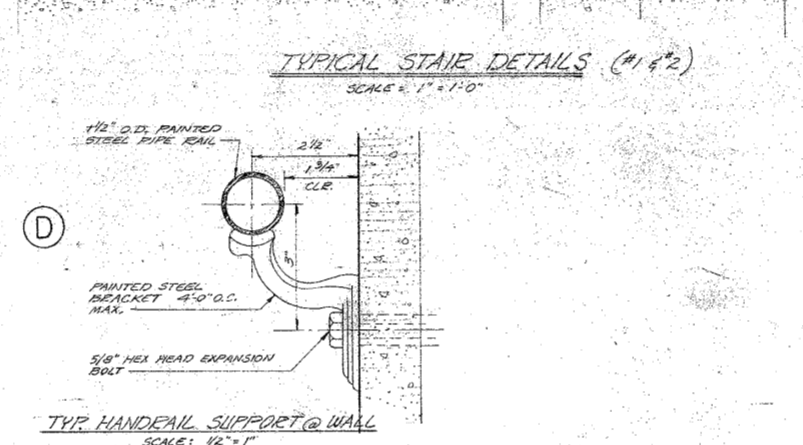 TYPICAL STAIR DETAILS (#1 & #2)
SCALE = 1" = 1'-0"
1 1/2" O.D. PAINTED
STEEL PIPE RAIL
2 1/2"
1 3/4"
CLR.
D
3"
PAINTED STEEL
BRACKET 4'-0" O.C.
MAX.
5/8" HEX HEAD EXPANSION
BOLT
TYP. HANDRAIL SUPPORT @ WALL
SCALE: 1/2" = 1"